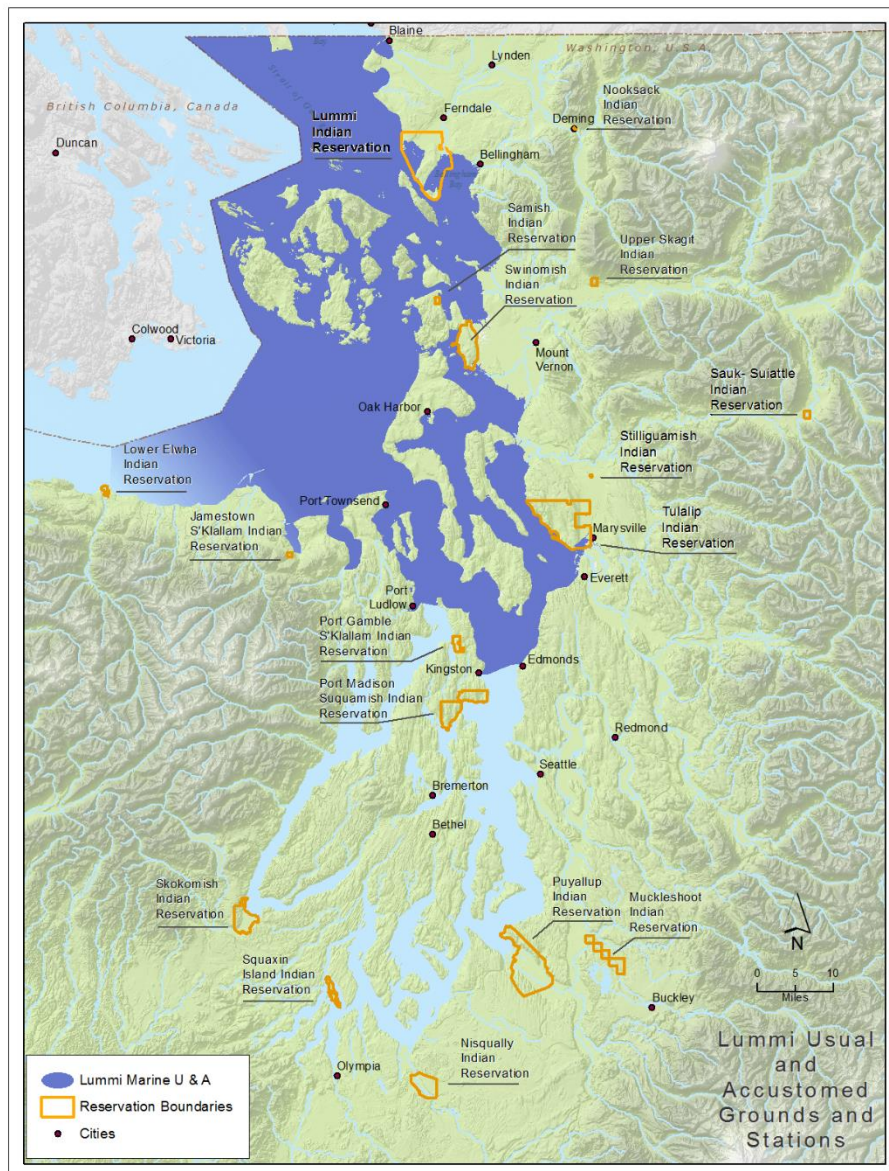 Blaine
Lynden
Washington, U.S.A.
British Columbia, Canada
Strait of
Nooksack
Indian
Reservation
Ferndale
Deming
Lummi
Indian
Reservation
Duncan
Bellingham
Bellingham
Bay
Samish
Indian
Reservation
Upper Skagit
Indian
Reservation
Swinomish
Indian
Reservation
Colwood
Victoria
Mount
Vernon
Sauk- Suiattle
Indian
Reservation
Oak Harbor
Stilliguamish
Indian
Reservation
Lower Elwha
Indian
Reservation
Port Townsend
Jamestown
S'Klallam Indian
Reservation
Marysville
Tulalip
Indian
Reservation
Everett
Port
Ludlow
Port Gamble
S'Klallam Indian
Reservation
Kingston
Edmonds
Port Madison
Suquamish Indian
Reservation
Redmond
Seattle
Bremerton
Bethel
Skokomish
Indian
Reservation
Puyallup
Indian
Reservation
Muckleshoot
Indian
Reservation
N
Squaxin
Island Indian
Reservation
0 5 10
Miles
Buckley
Nisqually
Indian
Reservation
Olympia
Lummi Usual
and
Accustomed
Grounds and
Stations
Lummi Marine U & A
Reservation Boundaries
Cities